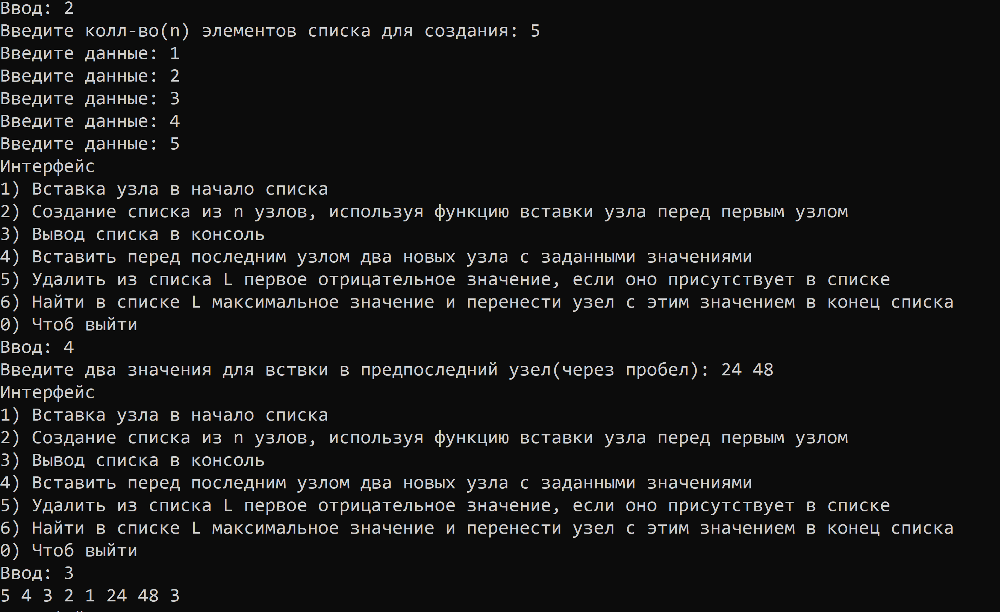 Ввод: 2
Введите колл-во(n) элементов списка для создания: 5
Введите данные: 1
Введите данные: 2
Введите данные: 3
Введите данные: 4
Введите данные: 5
Интерфейс
1) Вставка узла в начало списка
2) Создание списка из n узлов, используя функцию вставки узла перед первым узлом
3) Вывод списка в консоль
4) Вставить перед последним узлом два новых узла с заданными значениями
5) Удалить из списка L первое отрицательное значение, если оно присутствует в списке
6) Найти в списке L максимальное значение и перенести узел с этим значением в конец списка
0) Чтоб выйти
Ввод: 4
Введите два значения для вствки в предпоследний узел(через пробел): 24 48
Интерфейс
1) Вставка узла в начало списка
2) Создание списка из n узлов, используя функцию вставки узла перед первым узлом
3) Вывод списка в консоль
4) Вставить перед последним узлом два новых узла с заданными значениями
5) Удалить из списка L первое отрицательное значение, если оно присутствует в списке
6) Найти в списке L максимальное значение и перенести узел с этим значением в конец списка
0) Чтоб выйти
Ввод: 3
5 4 3 2 1 24 48 3